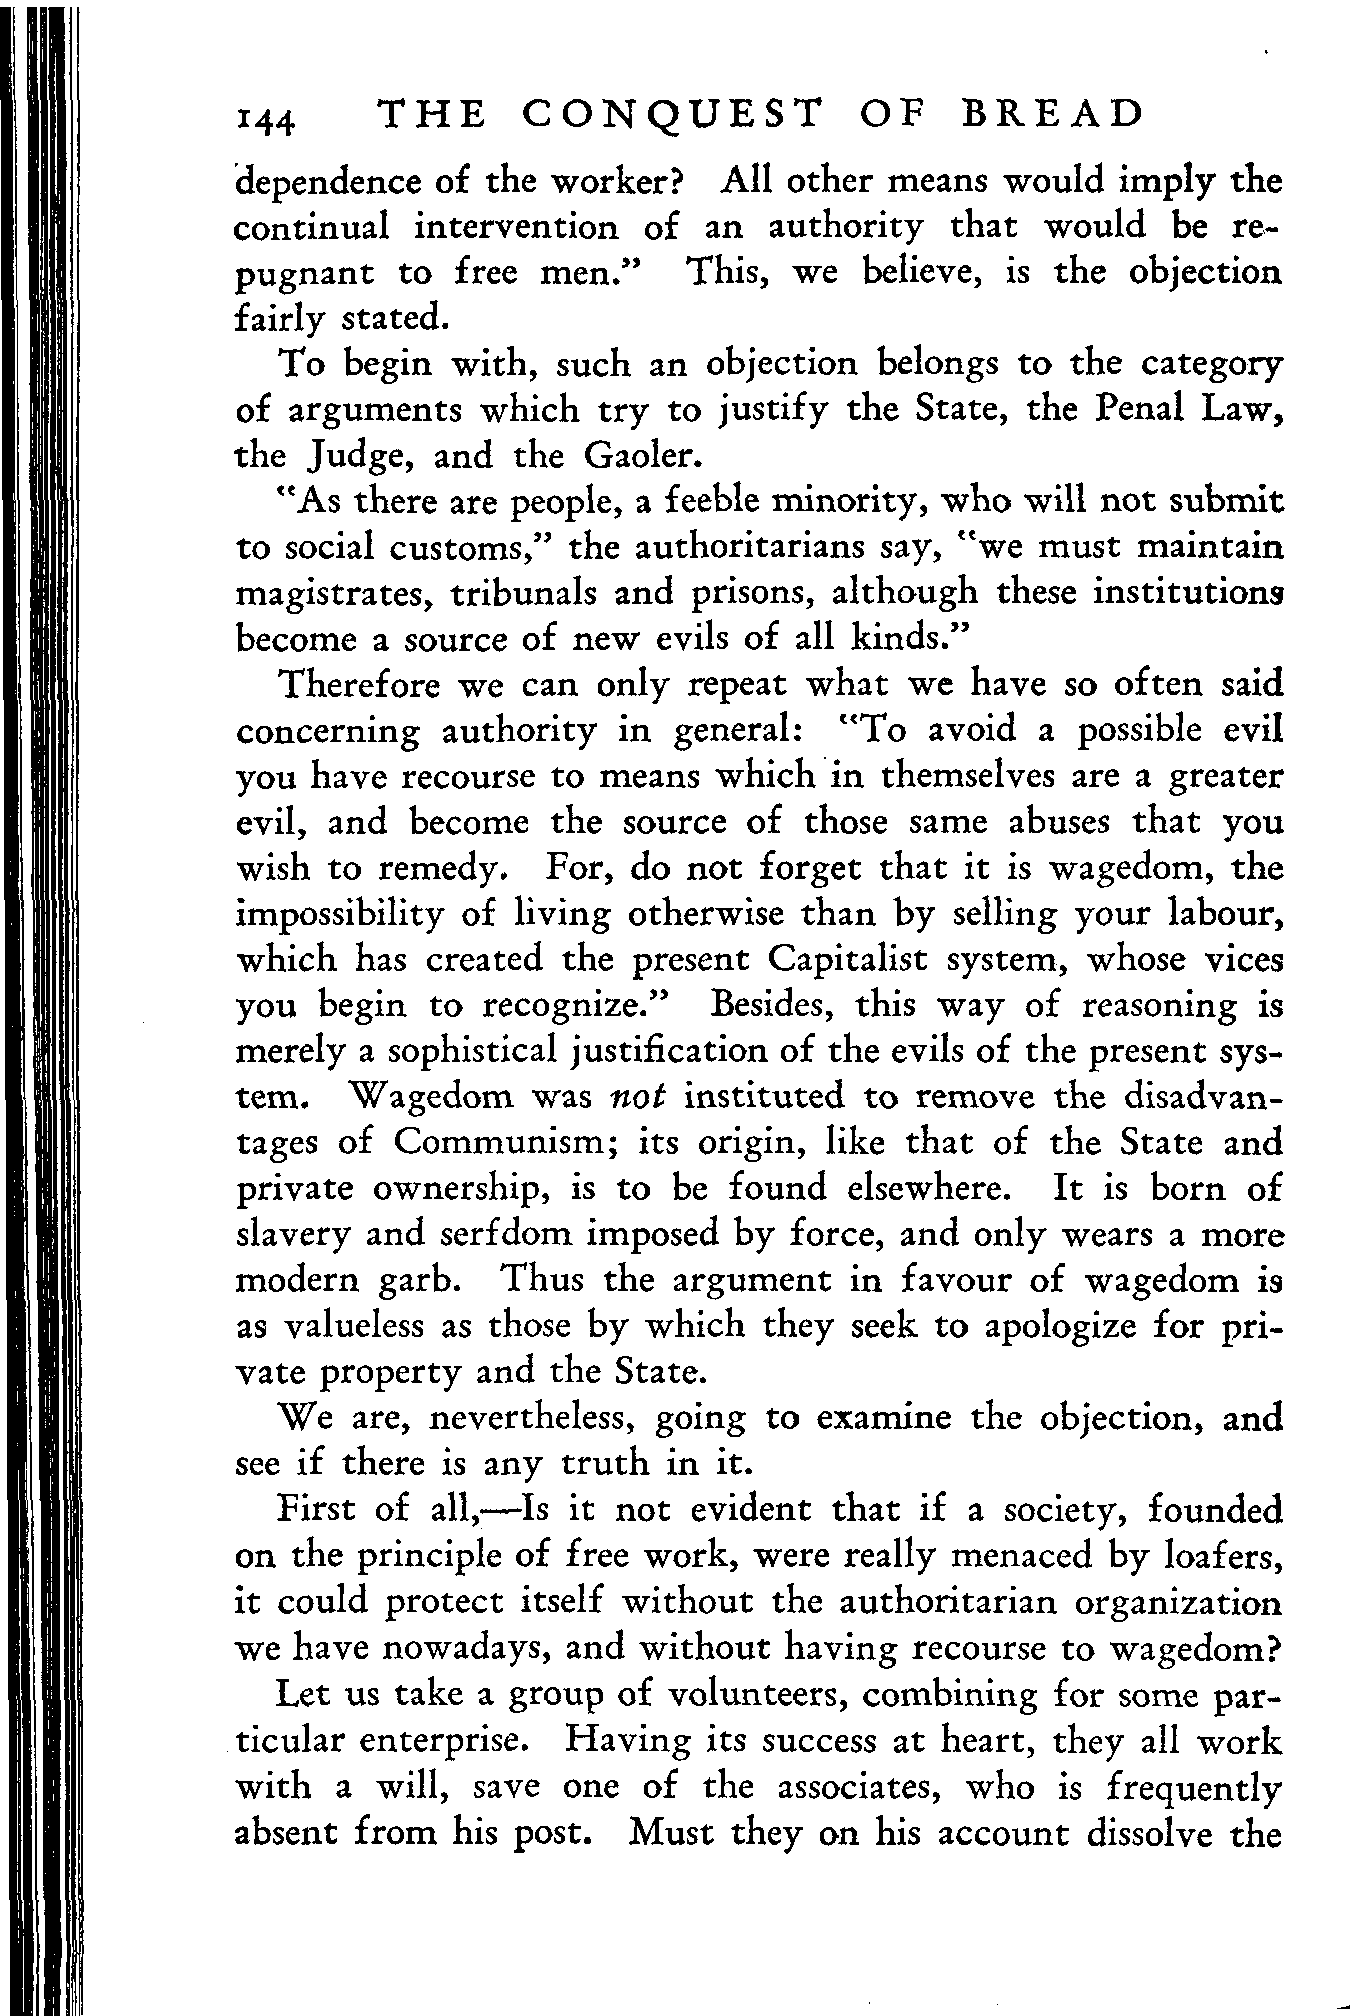 144 THE CONQUEST OF BREAD
dependence of the worker? All other means would imply the
continual intervention of an authority that would be re-
pugnant to free men.” This, we believe, is the objection
fairly stated.
To begin with, such an objection belongs to the category
of arguments which try to justify the State, the Penal Law,
the Judge, and the Gaoler.
“As there are people, a feeble minority, who will not submit
to social customs,” the authoritarians say, “we must maintain
magistrates, tribunals and prisons, although these institutions
become a source of new evils of all kinds.”
Therefore we can only repeat what we have so often said
concerning authority in general: “To avoid a possible evil
you have recourse to means which in themselves are a greater
evil, and become the source of those same abuses that you
wish to remedy. For, do not forget that it is wagedom, the
impossibility of living otherwise than by selling your labour,
which has created the present Capitalist system, whose vices
you begin to recognize.” Besides, this way of reasoning is
merely a sophistical justification of the evils of the present sys-
tem. Wagedom was not instituted to remove the disadvan-
tages of Communism; its origin, like that of the State and
private ownership, is to be found elsewhere. It is born of
slavery and serfdom imposed by force, and only wears a more
modern garb. Thus the argument in favour of wagedom is
as valueless as those by which they seek to apologize for pri-
vate property and the State.
We are, nevertheless, going to examine the objection, and
see if there is any truth in it.
First of all,—Is it not evident that if a society, founded
on the principle of free work, were really menaced by loafers,
it could protect itself without the authoritarian organization
we have nowadays, and without having recourse to wagedom?
Let us take a group of volunteers, combining for some par-
ticular enterprise. Having its success at heart, they all work
with a will, save one of the associates, who is frequently
absent from his post. Must they on his account dissolve the